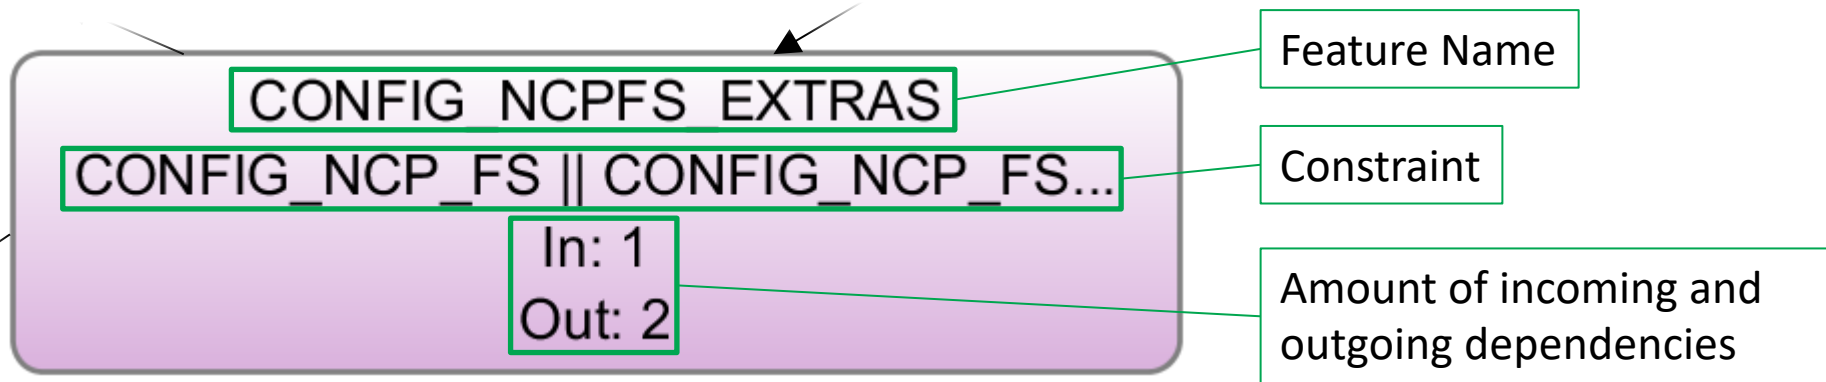 CONFIG_NCPFS_EXTRAS
CONFIG_NCP_FS || CONFIG_NCP_FS...
In: 1
Out: 2
Feature Name
Constraint
Amount of incoming and
outgoing dependencies